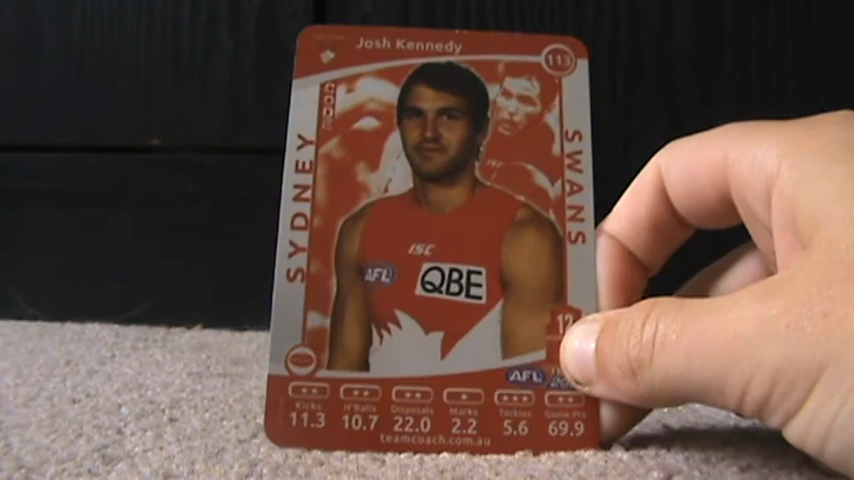 Josh Kennedy
113
SYDNEY
SWANS
ISC
AFL
QBE
12
AFL
Kicks H'Balls Disposals Marks Tackles Game Pts
11.3 10.7 22.0 2.2 5.6 69.9
teamcoach.com.au